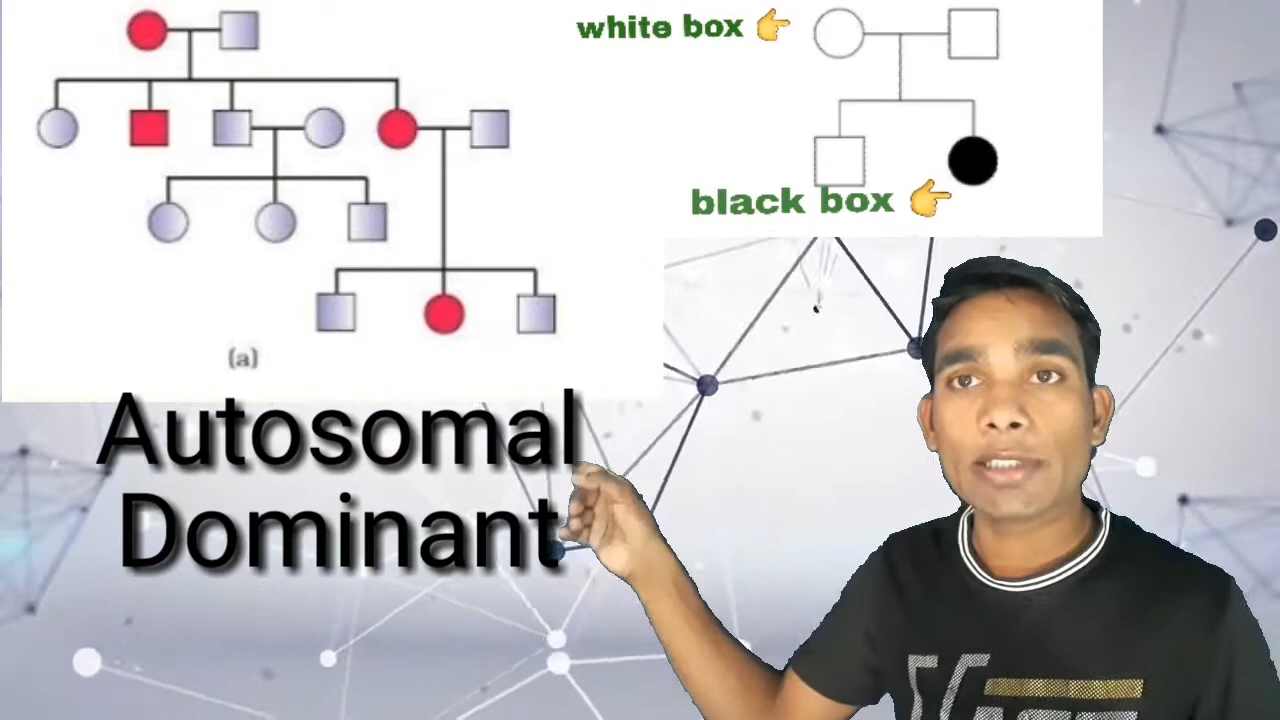 white box 👉
black box 👉
(a)
Autosomal
Dominant